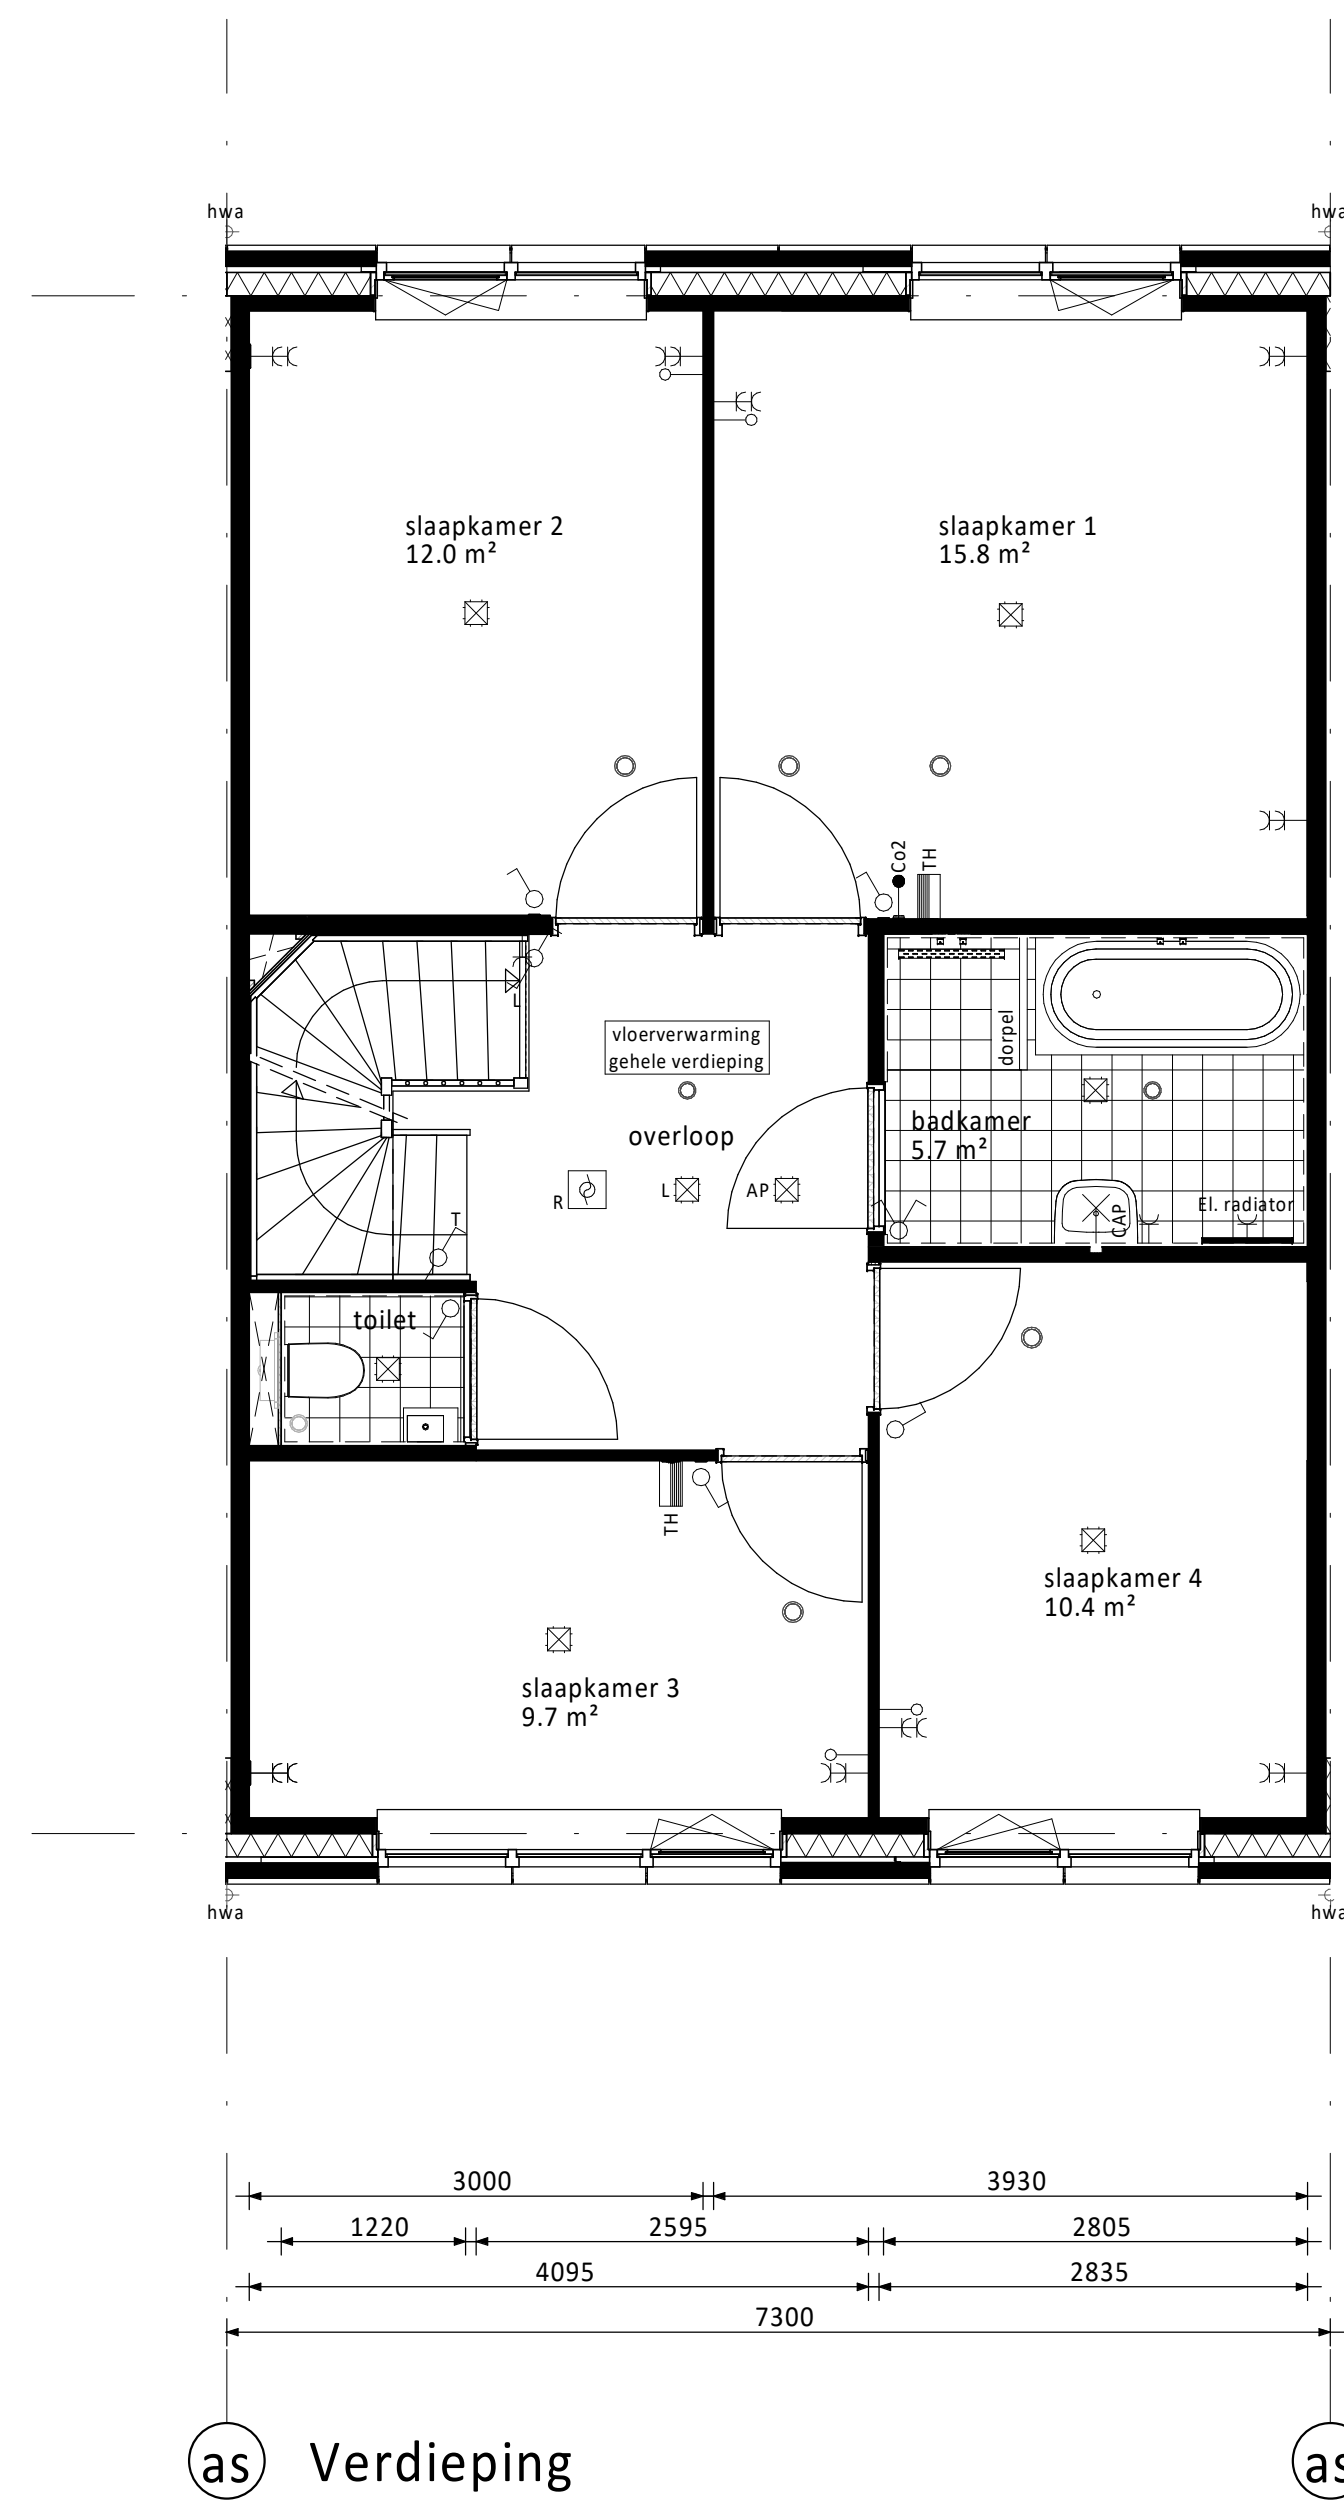 hwa
hwa
slaapkamer 2
12.0 m²
slaapkamer 1
15.8 m²
Co2
TH
L
vloerverwarming
gehele verdieping
dorpel
overloop
badkamer
5.7 m²
R
L
AP
CAP
El. radiator
T
toilet
TH
slaapkamer 4
10.4 m²
slaapkamer 3
9.7 m²
hwa
hwa
3000
3930
1220
2595
2805
4095
2835
7300
as
Verdieping
as